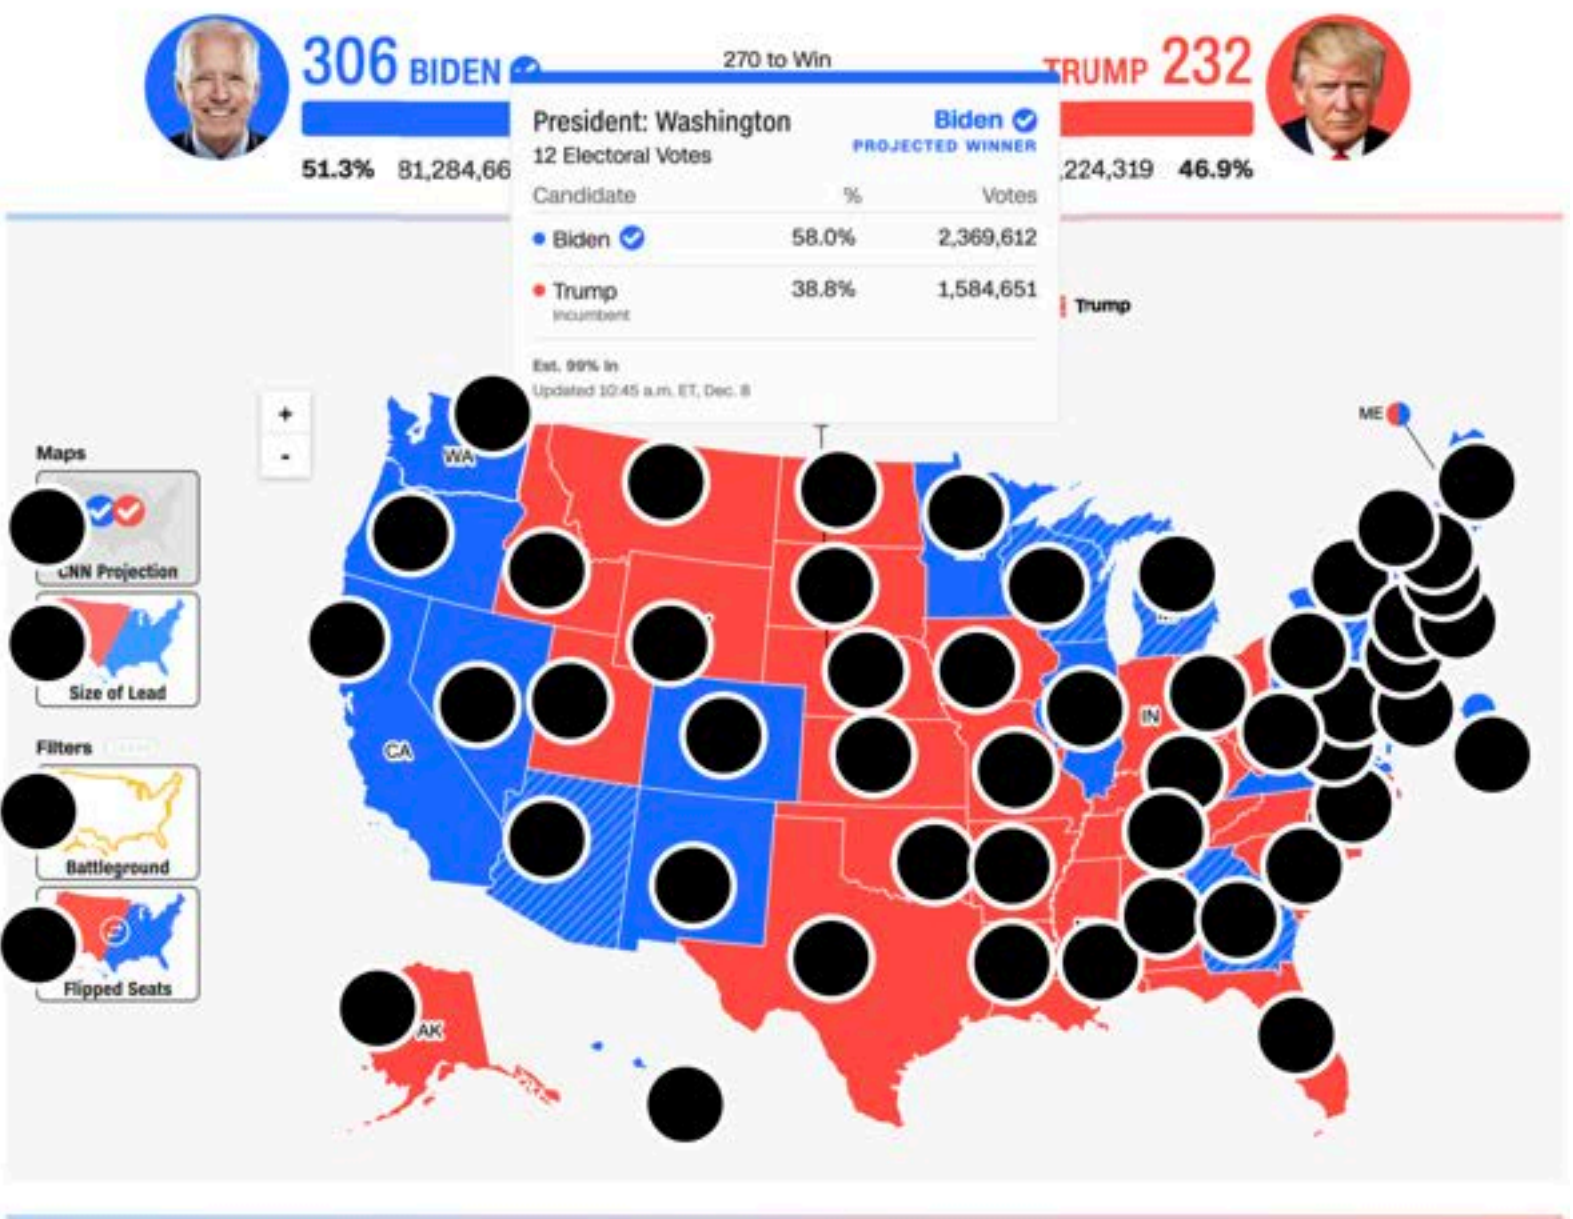 306 BIDEN
270 to Win
TRUMP 232
51.3% 81,284,66
,224,319 46.9%
President: Washington
Biden
PROJECTED WINNER
12 Electoral Votes
Candidate % Votes
Biden 58.0% 2,369,612
Trump 38.8% 1,584,651
Incumbent
Est. 99% In
Updated 10:45 a.m. ET, Dec. 8
Trump
+
-
Maps
CNN Projection
Size of Lead
Filters
Battleground
Flipped Seats
WA
ME
CA
IN
AK